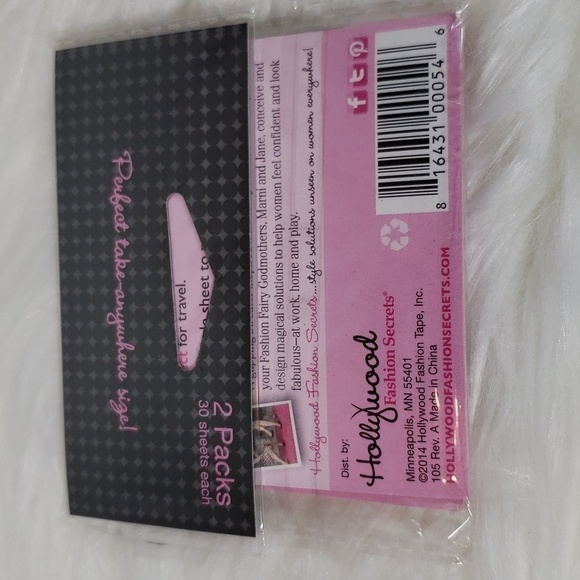 Perfect take-anywhere size!
2 Packs
30 sheets each
ct for travel.
le sheet to
your Fashion Fairy Godmothers, Marni and Jane, conceive and
design magical solutions to help women feel confident and look
fabulous–at work, home and play.
Hollywood Fashion Secrets...style solutions unseen on women everywhere!
Dist. by:
Hollywood
Fashion Secrets®
Minneapolis, MN 55401
©2014 Hollywood Fashion Tape, Inc.
105 Rev. A Made In China
HOLLYWOODFASHIONSECRETS.COM
8 16431 00054 6